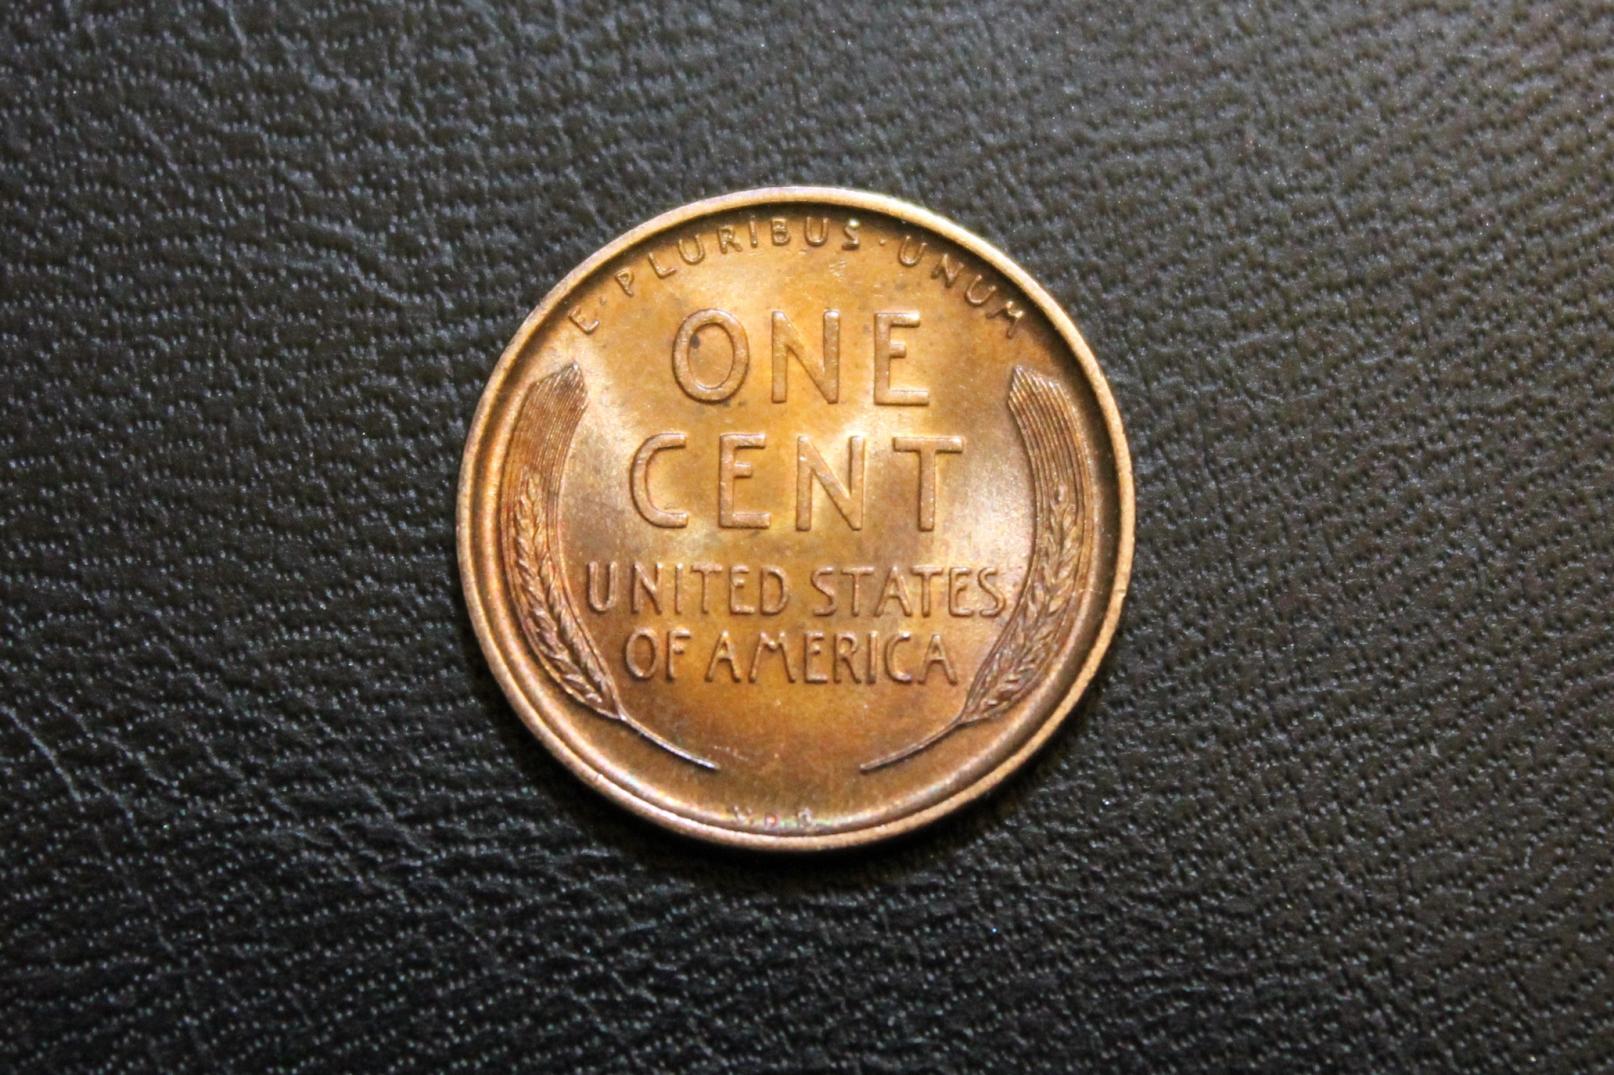 E·PLURIBUS·UNUM
ONE
CENT
UNITED STATES
OF AMERICA
V.D.B.